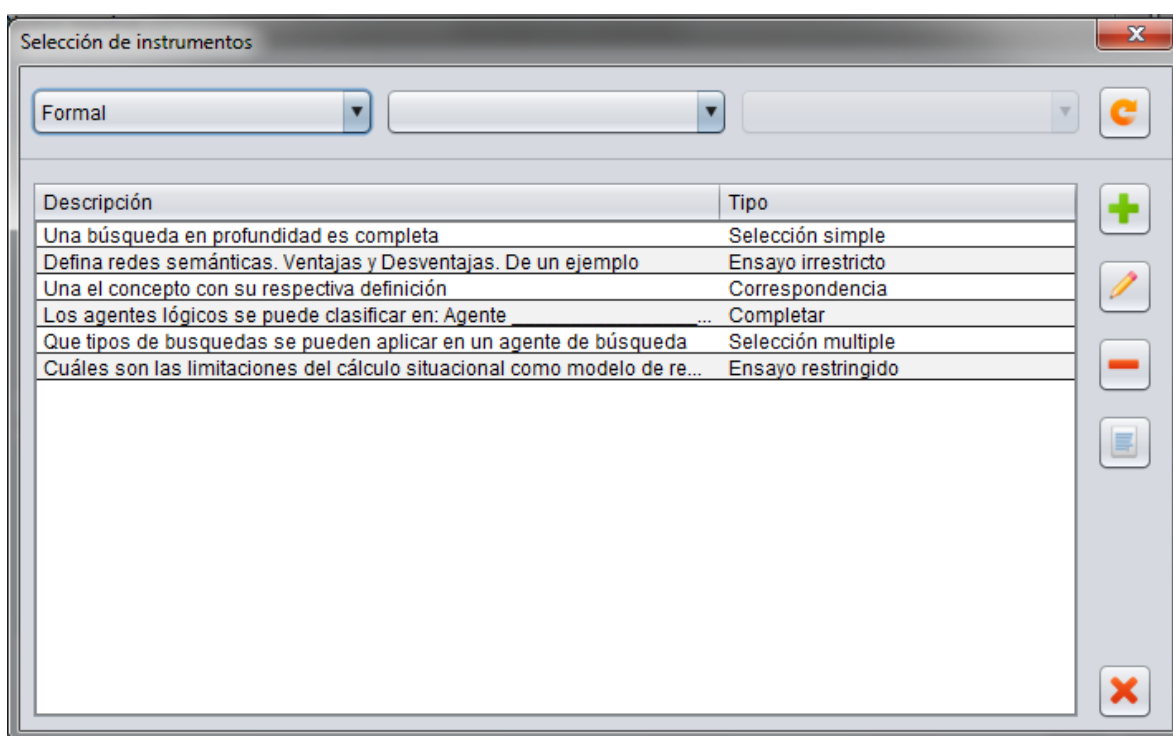 Selección de instrumentos
Formal
Descripción Tipo
Una búsqueda en profundidad es completa Selección simple
Defina redes semánticas. Ventajas y Desventajas. De un ejemplo Ensayo irrestricto
Una el concepto con su respectiva definición Correspondencia
Los agentes lógicos se puede clasificar en: Agente _________________ ... Completar
Que tipos de busquedas se pueden aplicar en un agente de búsqueda Selección multiple
Cuáles son las limitaciones del cálculo situacional como modelo de re... Ensayo restringido